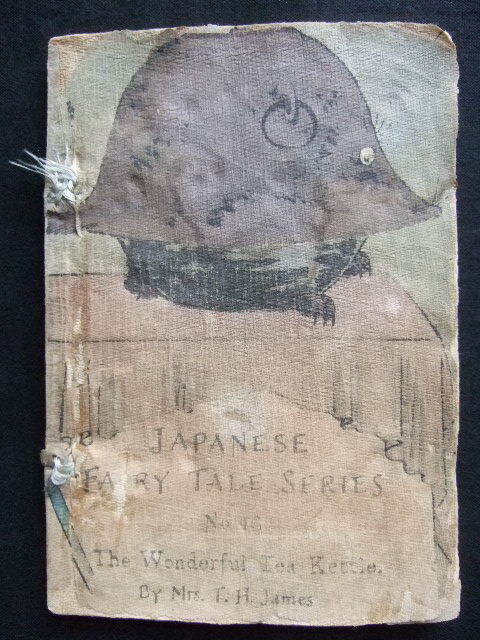 JAPANESE
FAIRY TALE SERIES
No. 16
The Wonderful Tea Kettle.
By Mrs. T. H. James